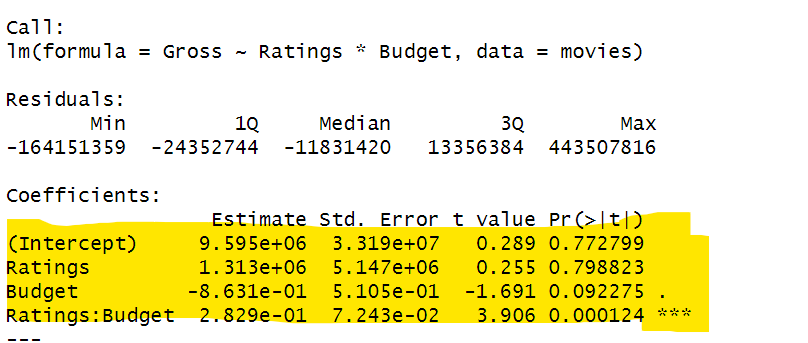 Call:
lm(formula = Gross ~ Ratings * Budget, data = movies)
Residuals:
Min 1Q Median 3Q Max
-164151359 -24352744 -11831420 13356384 443507816
Coefficients:
Estimate Std. Error t value Pr(>|t|)
(Intercept) 9.595e+06 3.319e+07 0.289 0.772799
Ratings 1.313e+06 5.147e+06 0.255 0.798823
Budget -8.631e-01 5.105e-01 -1.691 0.092275 .
Ratings:Budget 2.829e-01 7.243e-02 3.906 0.000124 ***
---